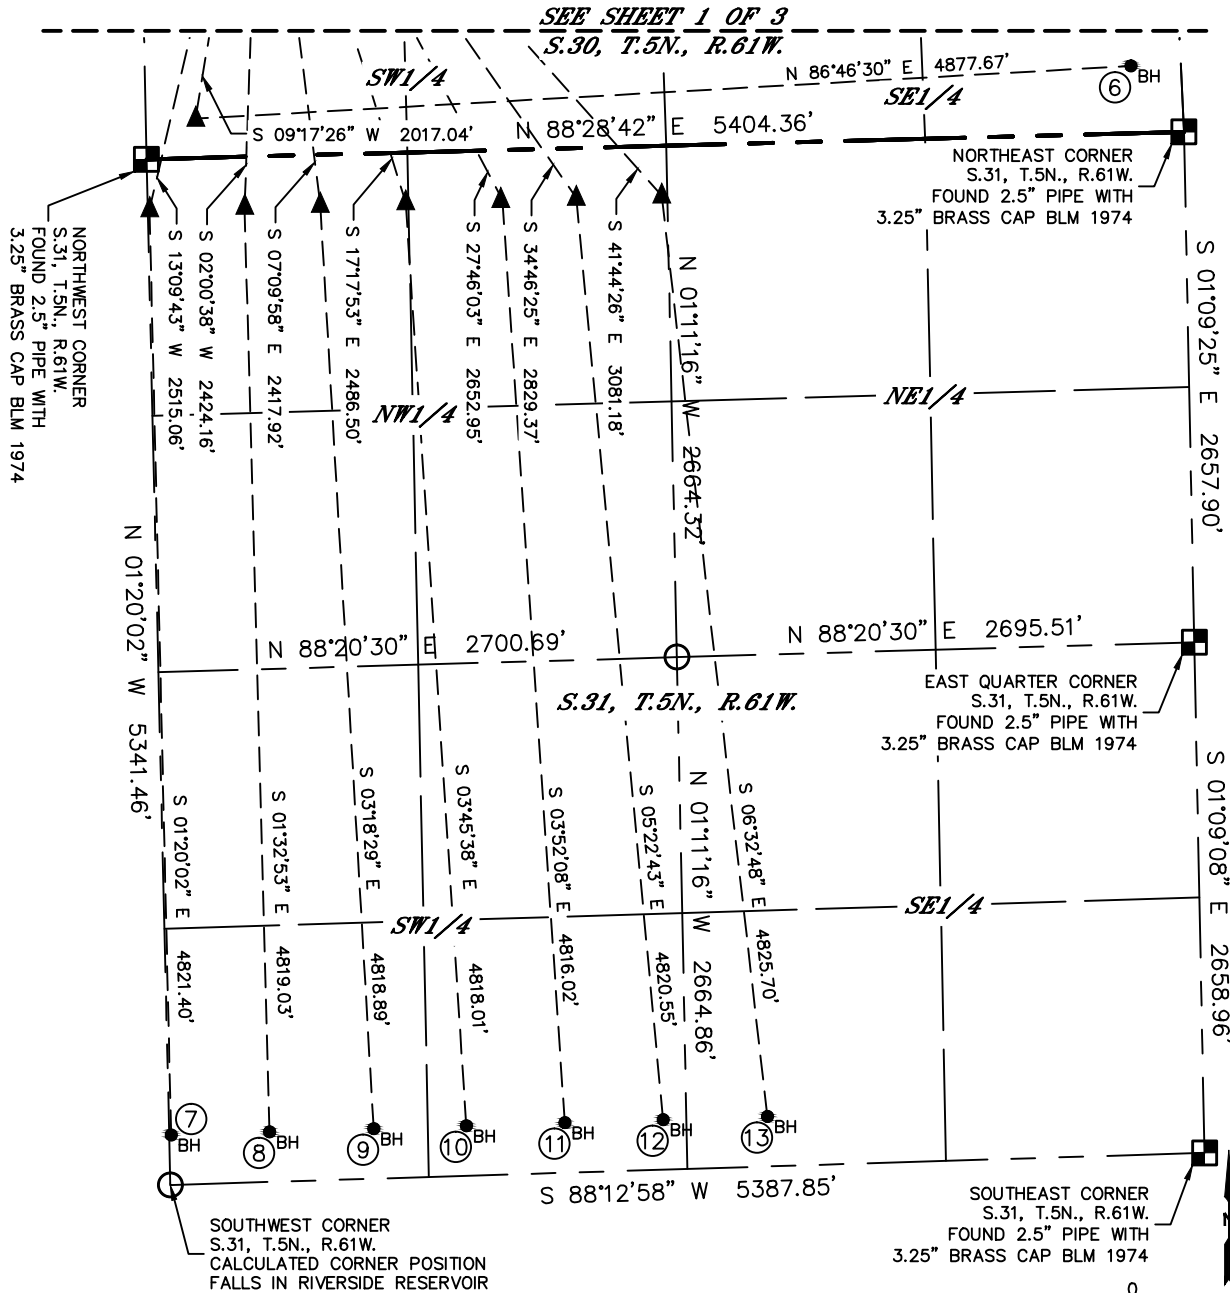 SEE SHEET 1 OF 3
S.30, T.5N., R.61W.
SW1/4
N 86°46'30" E 4877.67'
6
BH
SE1/4
S 09°17'26" W 2017.04'
N 88°28'42" E 5404.36'
NORTHEAST CORNER
S.31, T.5N., R.61W.
FOUND 2.5" PIPE WITH
3.25" BRASS CAP BLM 1974
NORTHWEST CORNER
S.31, T.5N., R.61W.
FOUND 2.5" PIPE WITH
3.25" BRASS CAP BLM 1974
S 13°09'43" W 2515.06'
S 02°00'38" W 2424.16'
S 07°09'58" E 2417.92'
S 17°17'53" E 2486.50'
S 27°46'03" E 2652.95'
S 34°46'25" E 2829.37'
S 41°44'26" E 3081.18'
N 01°11'16" W 2664.32'
S 01°09'25" E 2657.90'
NW1/4
NE1/4
N 01°20'02" W 5341.46'
N 88°20'30" E 2700.69'
N 88°20'30" E 2695.51'
S.31, T.5N., R.61W.
EAST QUARTER CORNER
S.31, T.5N., R.61W.
FOUND 2.5" PIPE WITH
3.25" BRASS CAP BLM 1974
S 01°20'02" E 4821.40'
S 01°32'53" E 4819.03'
S 03°18'29" E 4818.89'
S 03°45'38" E 4818.01'
S 03°52'08" E 4816.02'
S 05°22'43" E 4820.55'
N 01°11'16" W 2664.86'
S 06°32'48" E 4825.70'
S 01°09'08" E 2658.96'
SW1/4
SE1/4
7
BH
8
BH
9
BH
10
BH
11
BH
12
BH
13
BH
S 88°12'58" W 5387.85'
SOUTHWEST CORNER
S.31, T.5N., R.61W.
CALCULATED CORNER POSITION
FALLS IN RIVERSIDE RESERVOIR
SOUTHEAST CORNER
S.31, T.5N., R.61W.
FOUND 2.5" PIPE WITH
3.25" BRASS CAP BLM 1974
0